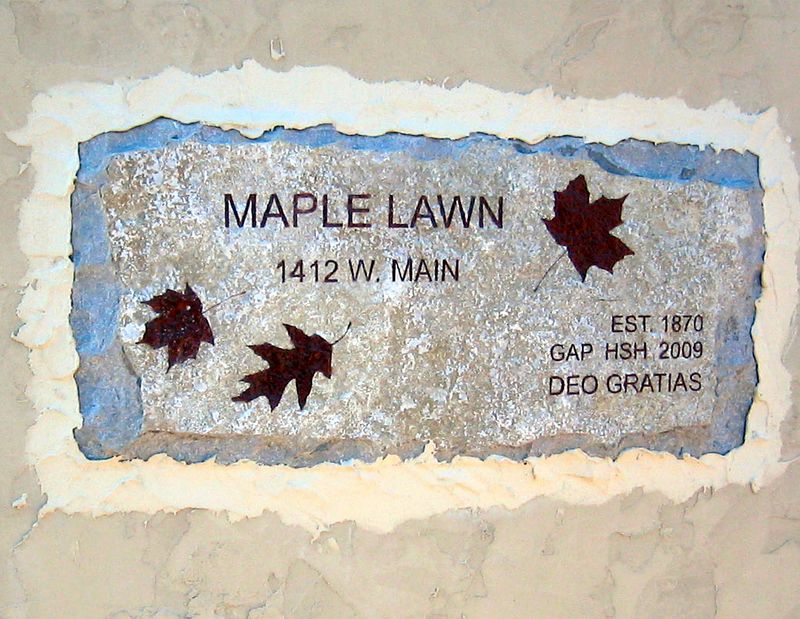 MAPLE LAWN
1412 W. MAIN
EST. 1870
GAP HSH 2009
DEO GRATIAS